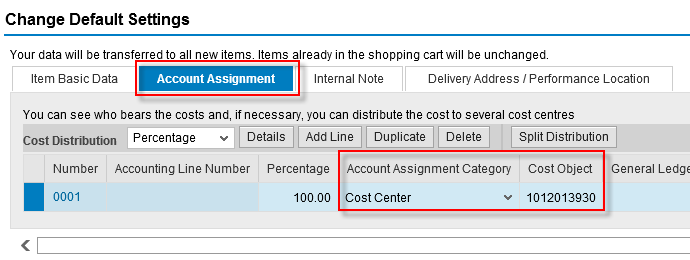 Change Default Settings
Your data will be transferred to all new items. Items already in the shopping cart will be unchanged.
Item Basic Data Account Assignment Internal Note Delivery Address / Performance Location
You can see who bears the costs and, if necessary, you can distribute the cost to several cost centres
Cost Distribution Percentage Details Add Line Duplicate Delete Split Distribution
Number Accounting Line Number Percentage Account Assignment Category Cost Object General Ledge
0001 100.00 Cost Center 1012013930